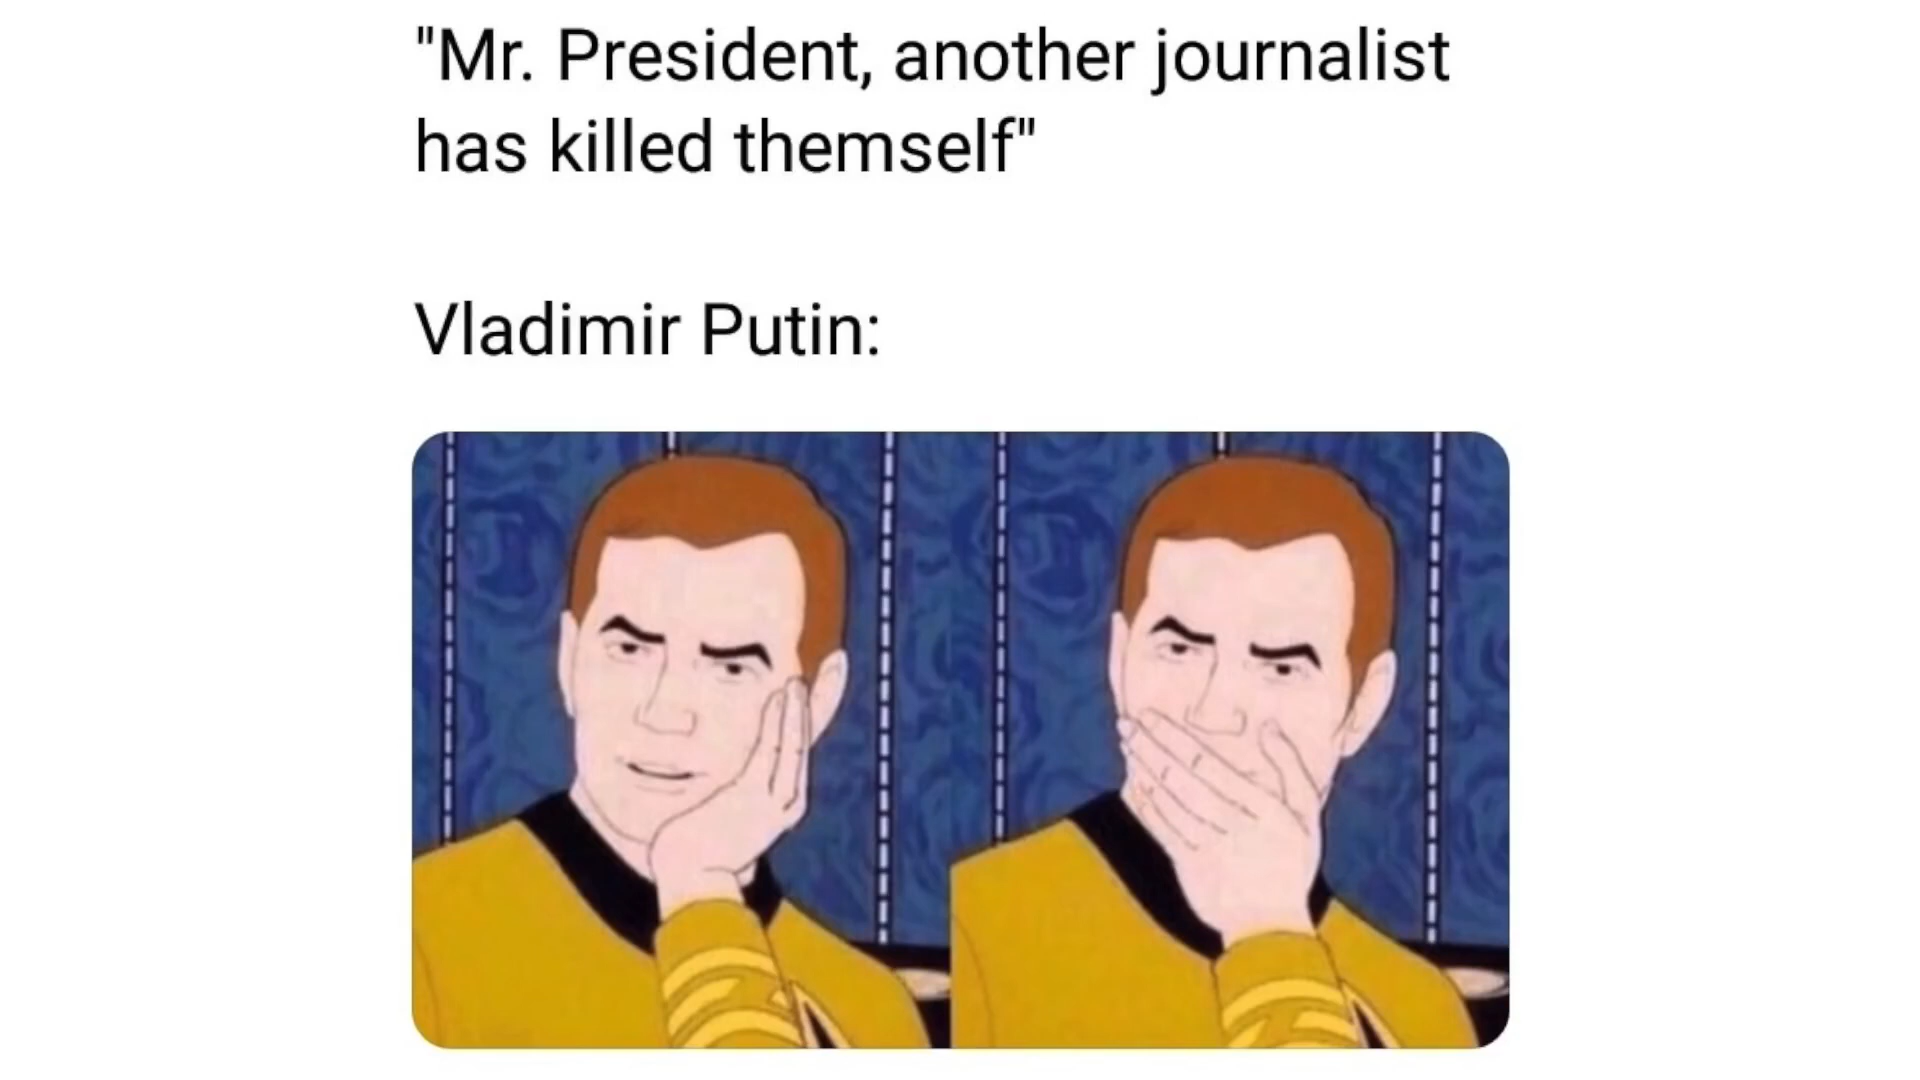 "Mr. President, another journalist
has killed themself"
Vladimir Putin: